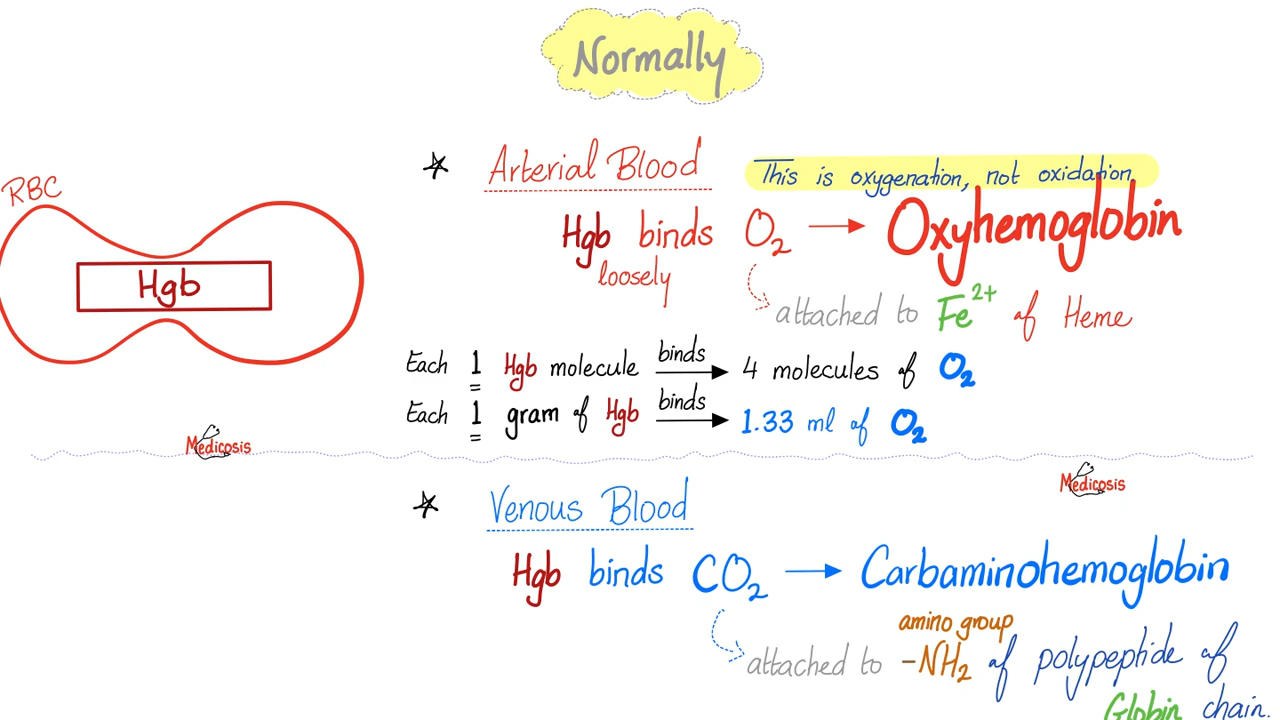 Normally
RBC
Hgb
☆ Arterial Blood
This is oxygenation, not oxidation.
Hgb binds O₂ → Oxyhemoglobin
loosely
attached to Fe²⁺ of Heme
Each 1 Hgb molecule binds → 4 molecules of O₂
Each 1 gram of Hgb binds → 1.33 ml of O₂
Medicosis
Medicosis
☆ Venous Blood
Hgb binds CO₂ → Carbaminohemoglobin
amino group
attached to -NH₂ of polypeptide of
Globin chain.